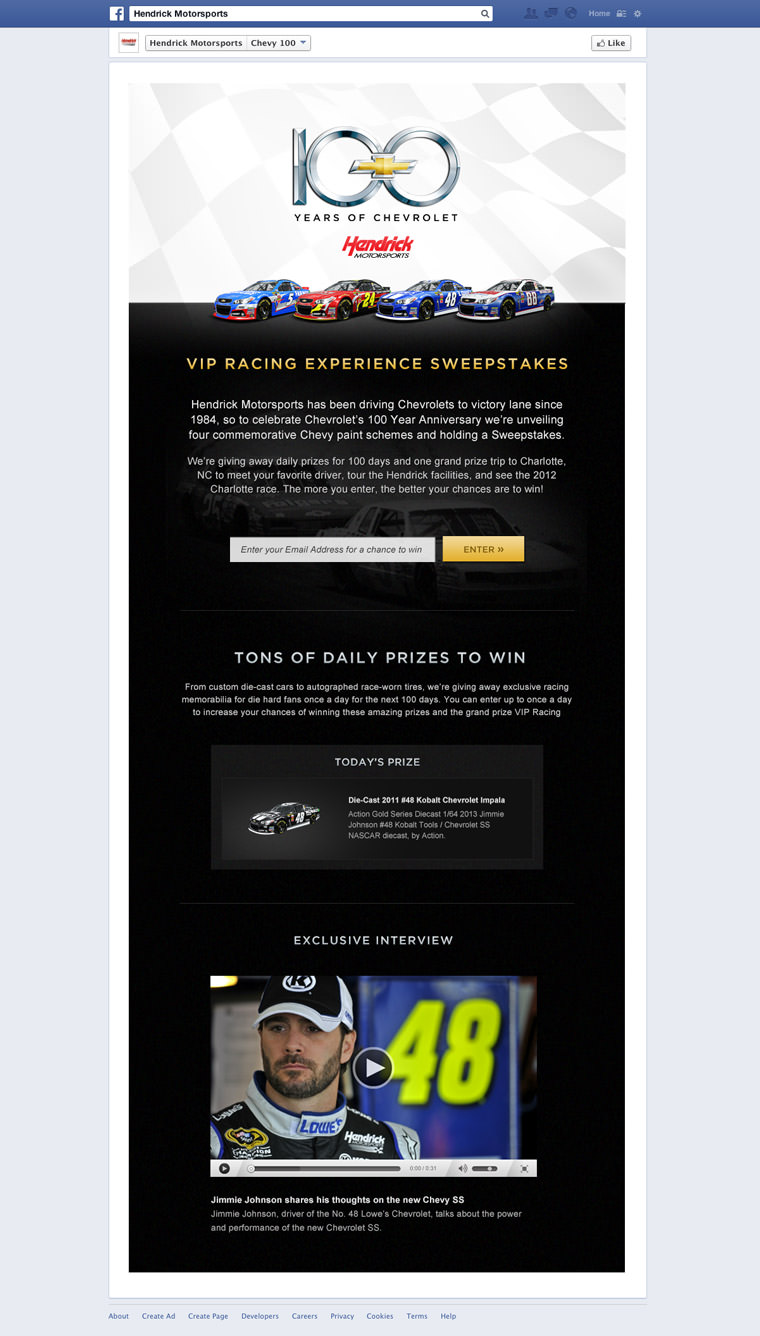 Hendrick Motorsports
Home
Hendrick Motorsports Chevy 100
Like
100
YEARS OF CHEVROLET
Hendrick
MOTORSPORTS
5 24 48 88
VIP RACING EXPERIENCE SWEEPSTAKES
Hendrick Motorsports has been driving Chevrolets to victory lane since
1984, so to celebrate Chevrolet's 100 Year Anniversary we're unveiling
four commemorative Chevy paint schemes and holding a Sweepstakes.
We're giving away daily prizes for 100 days and one grand prize trip to Charlotte,
NC to meet your favorite driver, tour the Hendrick facilities, and see the 2012
Charlotte race. The more you enter, the better your chances are to win!
Enter your Email Address for a chance to win
ENTER »
TONS OF DAILY PRIZES TO WIN
From custom die-cast cars to autographed race-worn tires, we're giving away exclusive racing
memorabilia for die hard fans once a day for the next 100 days. You can enter up to once a day
to increase your chances of winning these amazing prizes and the grand prize VIP Racing
TODAY'S PRIZE
48
Die-Cast 2011 #48 Kobalt Chevrolet Impala
Action Gold Series Diecast 1/64 2013 Jimmie
Johnson #48 Kobalt Tools / Chevrolet SS
NASCAR diecast, by Action.
EXCLUSIVE INTERVIEW
K
48
LOWE'S
Hendrick
MOTORSPORTS
0:00 / 0:31
Jimmie Johnson shares his thoughts on the new Chevy SS
Jimmie Johnson, driver of the No. 48 Lowe's Chevrolet, talks about the power
and performance of the new Chevrolet SS.
About Create Ad Create Page Developers Careers Privacy Cookies Terms Help